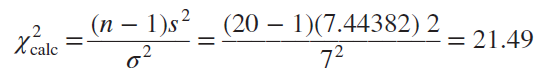 χ²calc = (n − 1)s² / σ² = (20 − 1)(7.44382) 2 / 7² = 21.49